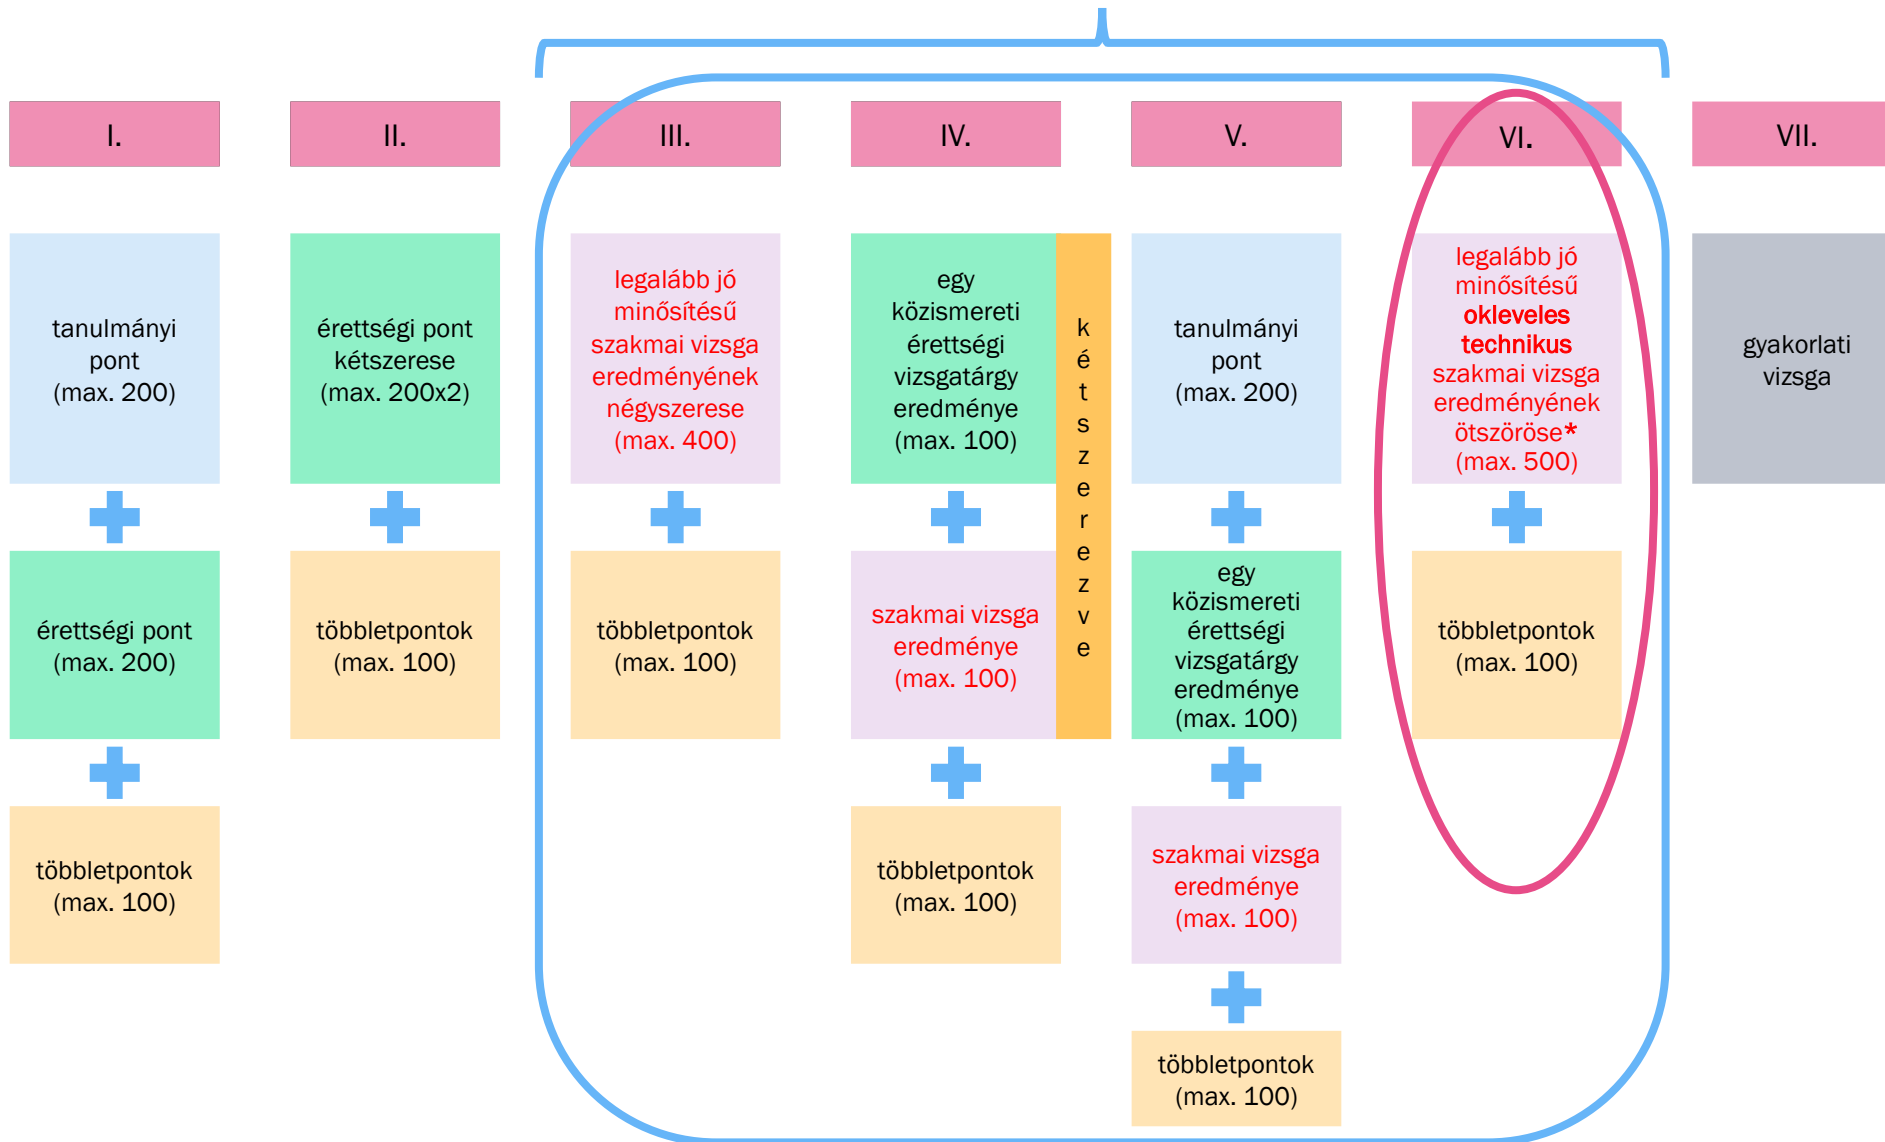 I.
II.
III.
IV.
V.
VI.
VII.
tanulmányi
pont
(max. 200)
érettségi pont
(max. 200)
többletpontok
(max. 100)
érettségi pont
kétszerese
(max. 200x2)
többletpontok
(max. 100)
legalább jó
minősítésű
szakmai vizsga
eredményének
négyszerese
(max. 400)
többletpontok
(max. 100)
egy
közismereti
érettségi
vizsgatárgy
eredménye
(max. 100)
szakmai vizsga
eredménye
(max. 100)
kétszerezve
többletpontok
(max. 100)
tanulmányi
pont
(max. 200)
egy
közismereti
érettségi
vizsgatárgy
eredménye
(max. 100)
szakmai vizsga
eredménye
(max. 100)
többletpontok
(max. 100)
legalább jó
minősítésű
okleveles
technikus
szakmai vizsga
eredményének
ötszöröse*
(max. 500)
többletpontok
(max. 100)
gyakorlati
vizsga